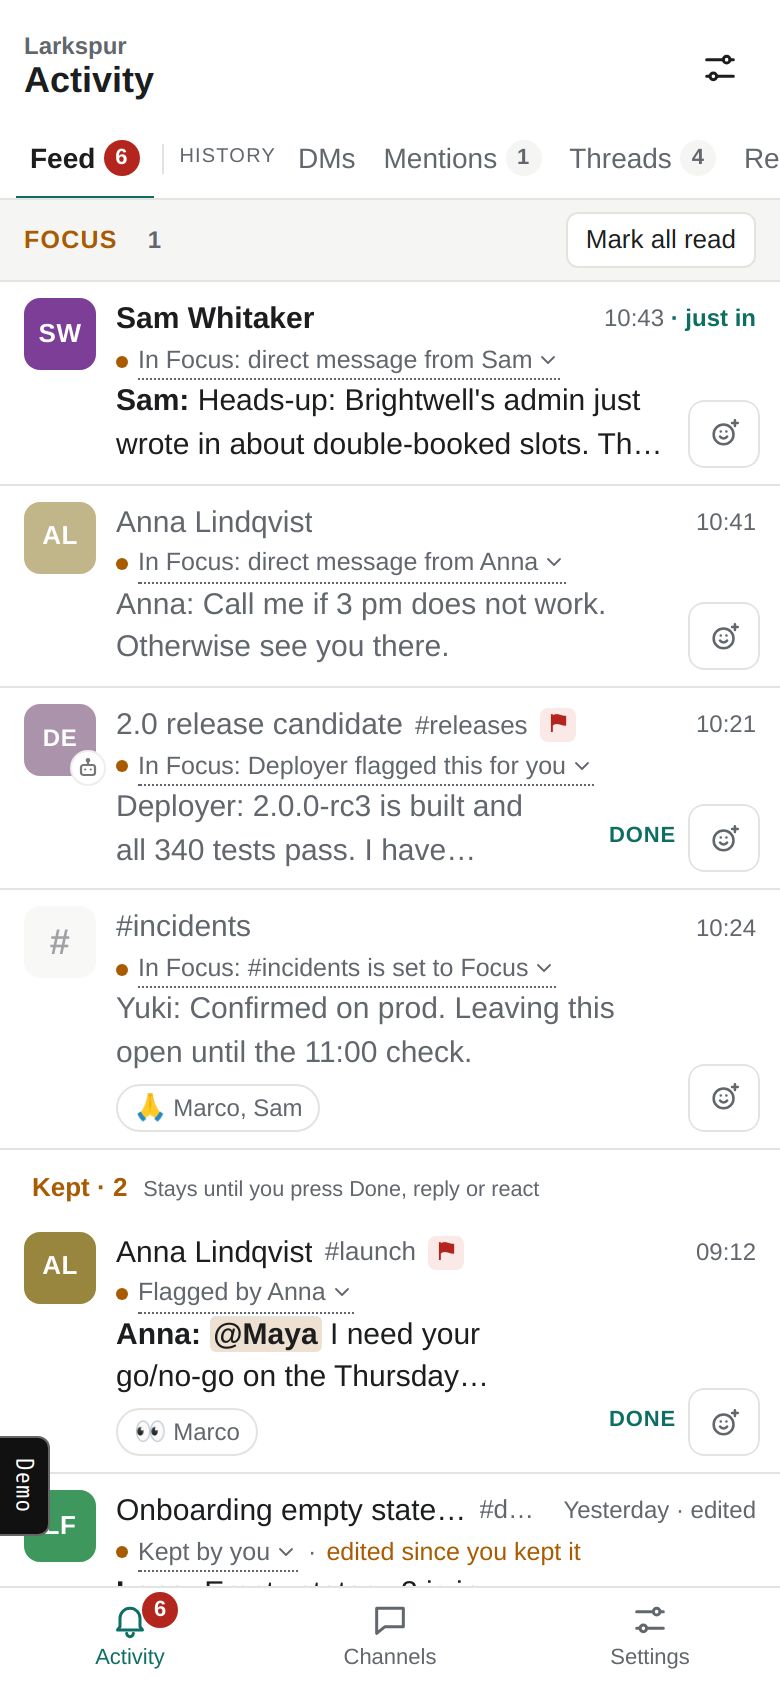 Larkspur
Activity
Feed 6 HISTORY DMs Mentions 1 Threads 4 Re
FOCUS 1 Mark all read
SW Sam Whitaker 10:43 · just in
In Focus: direct message from Sam
Sam: Heads-up: Brightwell's admin just
wrote in about double-booked slots. Th…
AL Anna Lindqvist 10:41
In Focus: direct message from Anna
Anna: Call me if 3 pm does not work.
Otherwise see you there.
DE 2.0 release candidate #releases 10:21
In Focus: Deployer flagged this for you
Deployer: 2.0.0-rc3 is built and
all 340 tests pass. I have…
DONE
# #incidents 10:24
In Focus: #incidents is set to Focus
Yuki: Confirmed on prod. Leaving this
open until the 11:00 check.
🙏 Marco, Sam
Kept · 2 Stays until you press Done, reply or react
AL Anna Lindqvist #launch 09:12
Flagged by Anna
Anna: @Maya I need your
go/no-go on the Thursday…
DONE
👀 Marco
Demo
LF Onboarding empty state… #d… Yesterday · edited
Kept by you · edited since you kept it
6
Activity Channels Settings